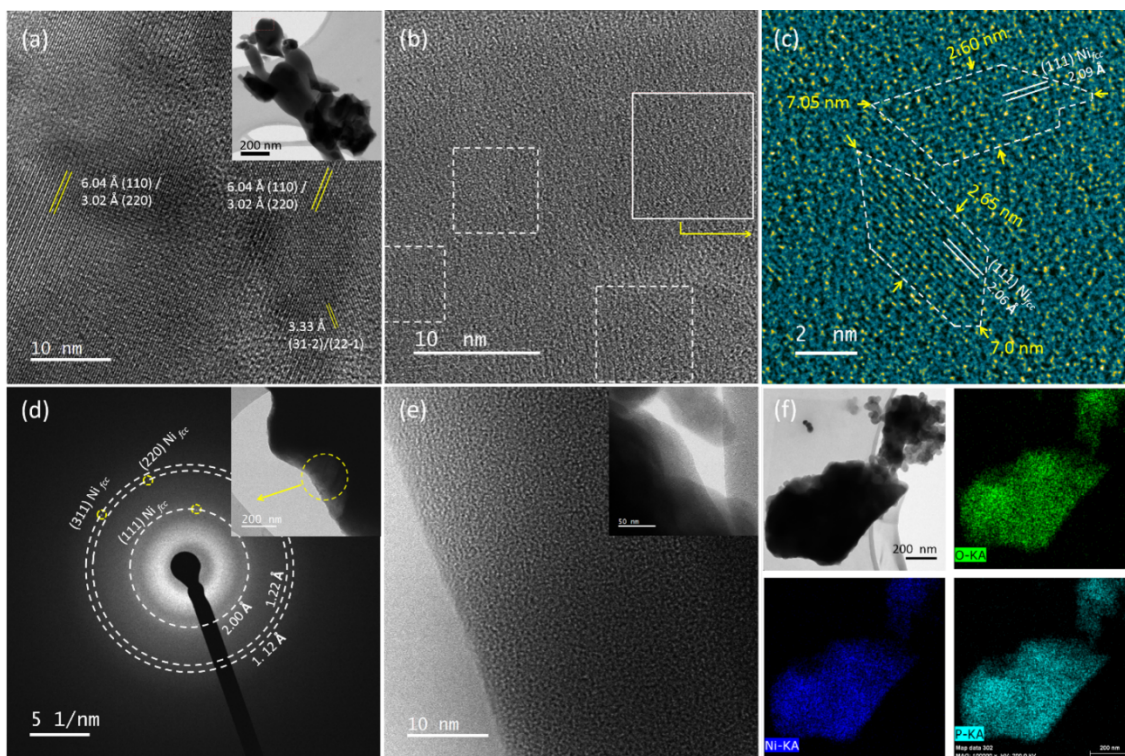 (a)
200 nm
6.04 Å (110) /
3.02 Å (220)
6.04 Å (110) /
3.02 Å (220)
3.33 Å
(31-2)/(22-1)
10 nm
(b)
10 nm
(c)
2.60 nm
(111) Ni fcc
2.09 Å
7.05 nm
2.65 nm
(111) Ni fcc
2.06 Å
7.0 nm
2 nm
(d)
(220) Ni fcc
(311) Ni fcc
(111) Ni fcc
200 nm
1.22 Å
2.00 Å
1.12 Å
5 1/nm
(e)
50 nm
10 nm
(f)
200 nm
O-KA
Ni-KA
P-KA
Map data 302
200 nm